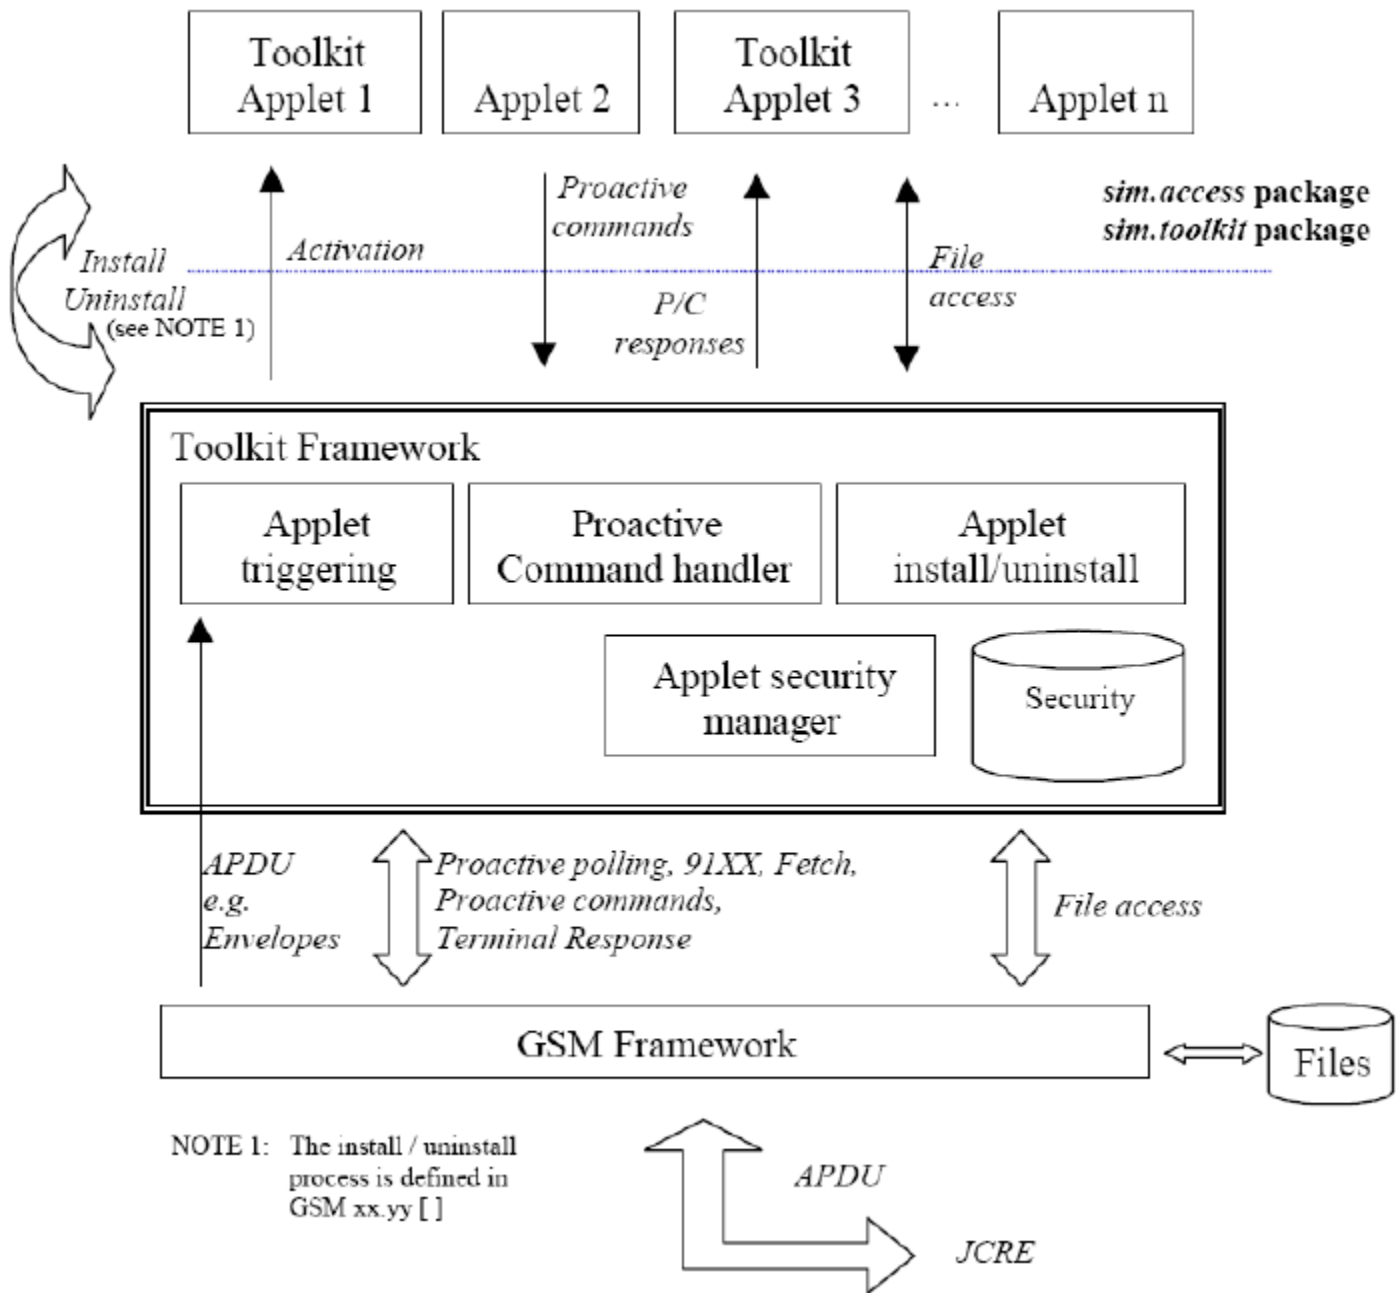 Toolkit
Applet 1
Applet 2
Toolkit
Applet 3
...
Applet n
Install
Uninstall
(see NOTE 1)
Activation
Proactive
commands
P/C
responses
File
access
sim.access package
sim.toolkit package
Toolkit Framework
Applet
triggering
Proactive
Command handler
Applet
install/uninstall
Applet security
manager
Security
APDU
e.g.
Envelopes
Proactive polling, 91XX, Fetch,
Proactive commands,
Terminal Response
File access
GSM Framework
Files
NOTE 1: The install / uninstall
process is defined in
GSM xx.yy [ ]
APDU
JCRE